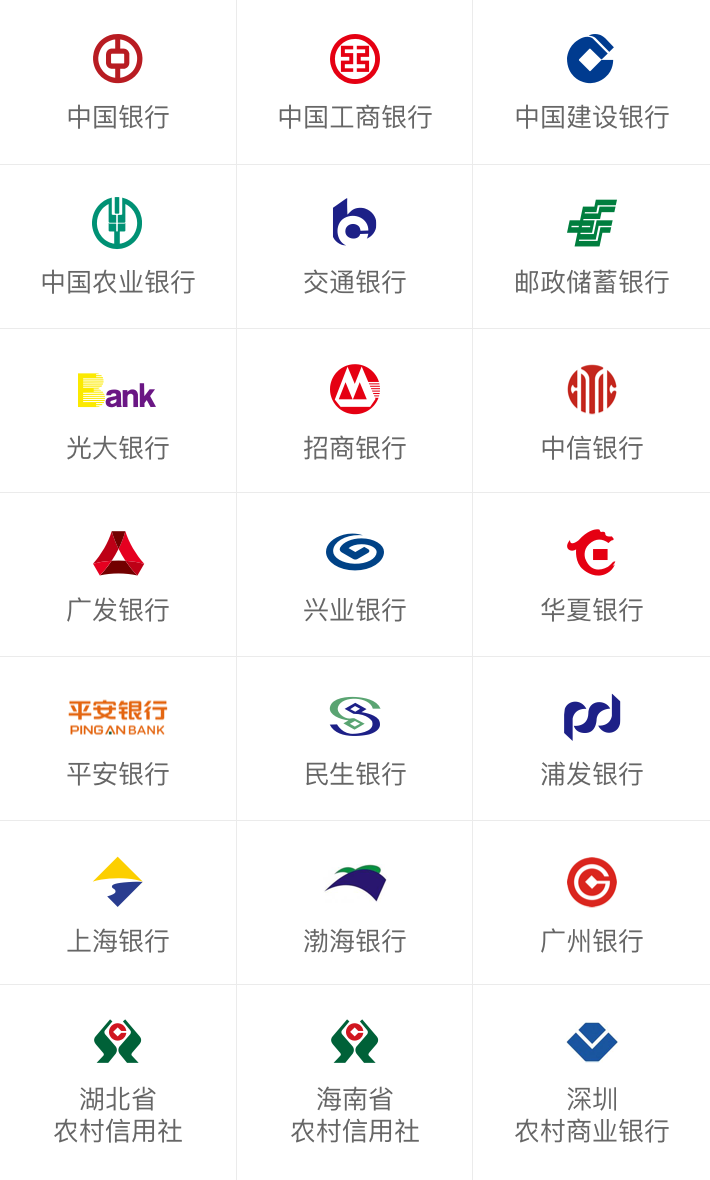 中国银行
中国工商银行
中国建设银行
中国农业银行
交通银行
邮政储蓄银行
Bank
光大银行
招商银行
中信银行
广发银行
兴业银行
华夏银行
平安银行
PINGAN BANK
平安银行
民生银行
浦发银行
上海银行
渤海银行
广州银行
湖北省
农村信用社
海南省
农村信用社
深圳
农村商业银行